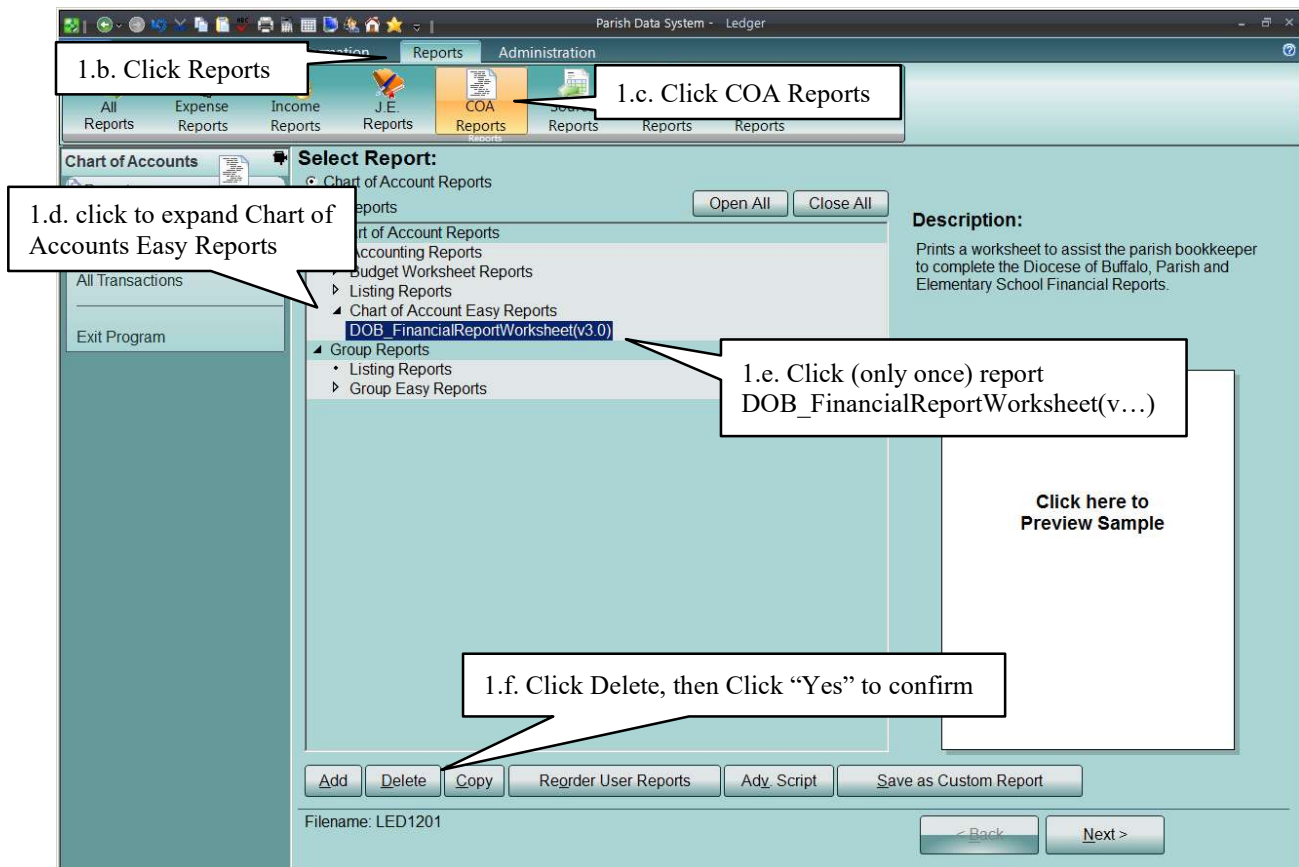 Parish Data System - Ledger
Reports Administration
1.b. Click Reports
1.c. Click COA Reports
All Reports
Expense Reports
Income Reports
J.E. Reports
COA Reports
Reports
Reports
Reports
Reports
Chart of Accounts
Select Report:
Chart of Account Reports
Open All
Close All
1.d. click to expand Chart of
Accounts Easy Reports
All Transactions
Exit Program
Accounting Reports
Budget Worksheet Reports
Listing Reports
Chart of Account Easy Reports
DOB_FinancialReportWorksheet(v3.0)
Group Reports
Listing Reports
Group Easy Reports
Description:
Prints a worksheet to assist the parish bookkeeper
to complete the Diocese of Buffalo, Parish and
Elementary School Financial Reports.
1.e. Click (only once) report
DOB_FinancialReportWorksheet(v…)
Click here to
Preview Sample
1.f. Click Delete, then Click “Yes” to confirm
Add
Delete
Copy
Reorder User Reports
Adv. Script
Save as Custom Report
Filename: LED1201
< Back
Next >